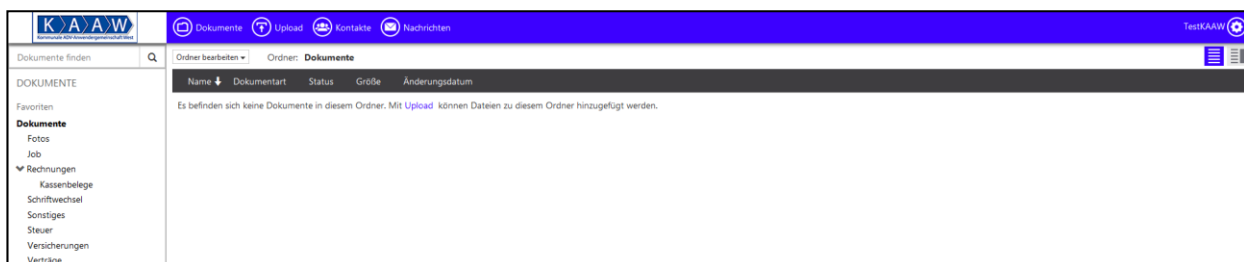 K A A W
Kommunale ADV-Anwendergemeinschaft West
Dokumente Upload Kontakte Nachrichten
TestKAAW
Dokumente finden
Ordner bearbeiten
Ordner: Dokumente
Name Dokumentart Status Größe Änderungsdatum
DOKUMENTE
Favoriten
Dokumente
Fotos
Job
Rechnungen
Kassenbelege
Schriftwechsel
Sonstiges
Steuer
Versicherungen
Verträge
Es befinden sich keine Dokumente in diesem Ordner. Mit Upload können Dateien zu diesem Ordner hinzugefügt werden.